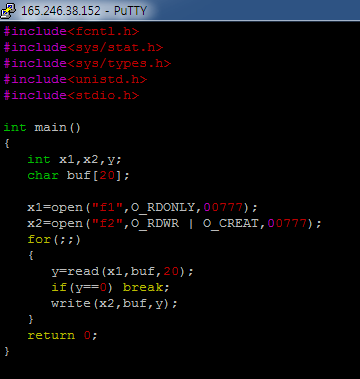 165.246.38.152 - PuTTY
#include<fcntl.h>
#include<sys/stat.h>
#include<sys/types.h>
#include<unistd.h>
#include<stdio.h>
int main()
{
int x1,x2,y;
char buf[20];
x1=open("f1",O_RDONLY,00777);
x2=open("f2",O_RDWR | O_CREAT,00777);
for(;;)
{
y=read(x1,buf,20);
if(y==0) break;
write(x2,buf,y);
}
return 0;
}